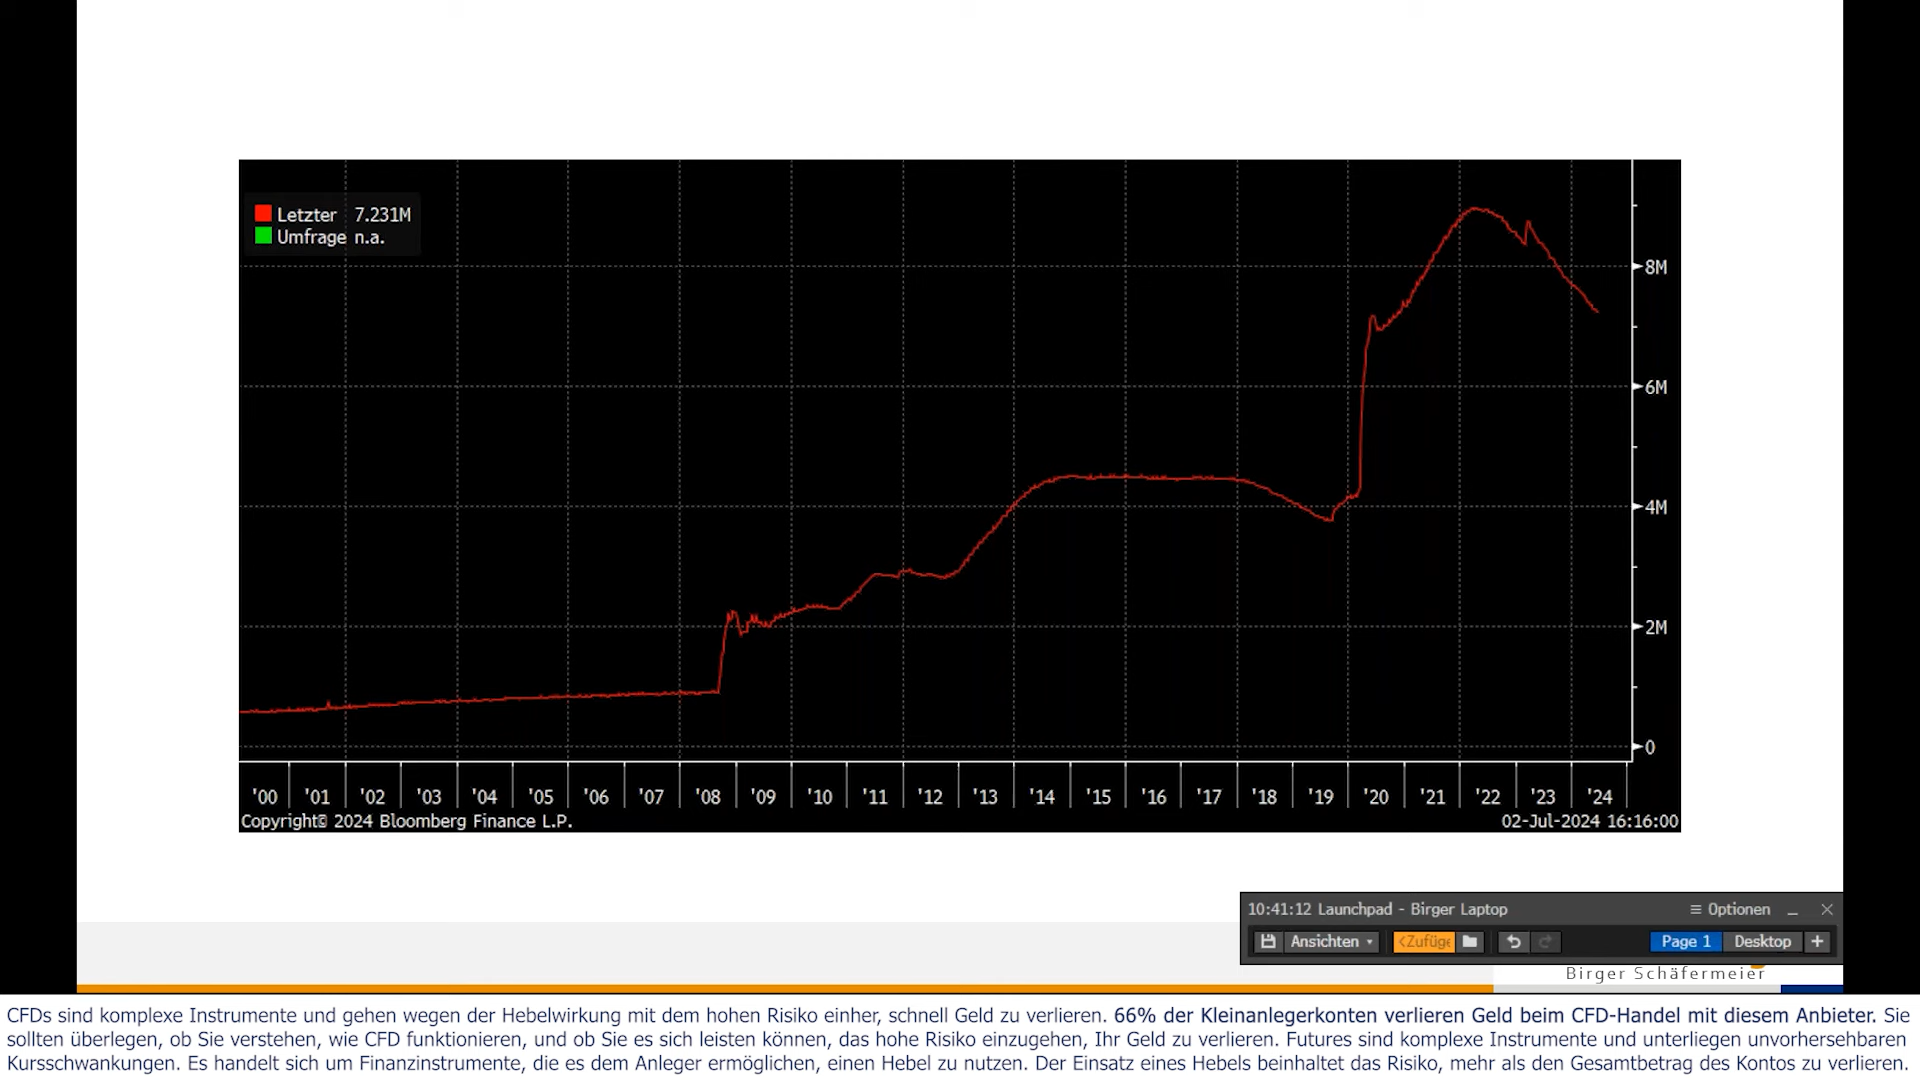 Letzter 7.231M
Umfrage n.a.
8M
6M
4M
2M
0
'00 '01 '02 '03 '04 '05 '06 '07 '08 '09 '10 '11 '12 '13 '14 '15 '16 '17 '18 '19 '20 '21 '22 '23 '24
Copyright© 2024 Bloomberg Finance L.P. 02-Jul-2024 16:16:00
10:41:12 Launchpad - Birger Laptop Optionen
Ansichten <Zufüge Page 1 Desktop +
Birger Schäfermeier
CFDs sind komplexe Instrumente und gehen wegen der Hebelwirkung mit dem hohen Risiko einher, schnell Geld zu verlieren. 66% der Kleinanlegerkonten verlieren Geld beim CFD-Handel mit diesem Anbieter. Sie
sollten überlegen, ob Sie verstehen, wie CFD funktionieren, und ob Sie es sich leisten können, das hohe Risiko einzugehen, Ihr Geld zu verlieren. Futures sind komplexe Instrumente und unterliegen unvorhersehbaren
Kursschwankungen. Es handelt sich um Finanzinstrumente, die es dem Anleger ermöglichen, einen Hebel zu nutzen. Der Einsatz eines Hebels beinhaltet das Risiko, mehr als den Gesamtbetrag des Kontos zu verlieren.